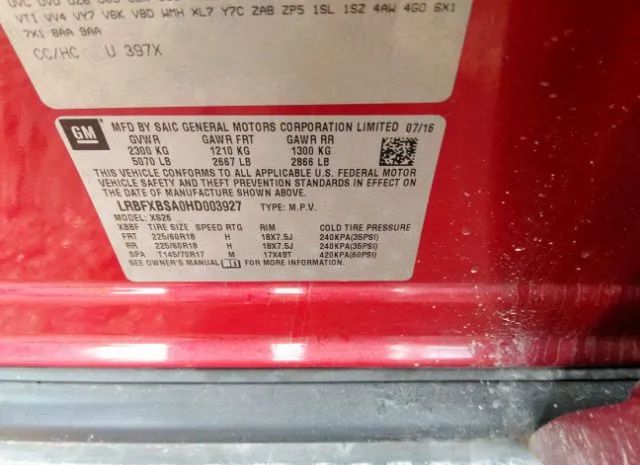 VT1 VV4 VY7 V8K V8D WMH XL7 Y7C ZAB ZP5 1SL 1SZ 4AW 4G0 6X1
7X1 8AA 9AA
CC/HC U 397X
GM
MFD BY SAIC GENERAL MOTORS CORPORATION LIMITED 07/16
GVWR GAWR FRT GAWR RR
2300 KG 1210 KG 1300 KG
5070 LB 2667 LB 2866 LB
THIS VEHICLE CONFORMS TO ALL APPLICABLE U.S. FEDERAL MOTOR
VEHICLE SAFETY AND THEFT PREVENTION STANDARDS IN EFFECT ON
THE DATE OF MANUFACTURE SHOWN ABOVE.
LRBFXBSA0HD003927 TYPE: M.P.V.
MODEL: XS26
XBBF TIRE SIZE SPEED RTG RIM COLD TIRE PRESSURE
FRT 225/60R18 H 18X7.5J 240KPA(35PSI)
RR 225/60R18 H 18X7.5J 240KPA(35PSI)
SPA T145/70R17 M 17X4BT 420KPA(60PSI)
SEE OWNER'S MANUAL FOR MORE INFORMATION.